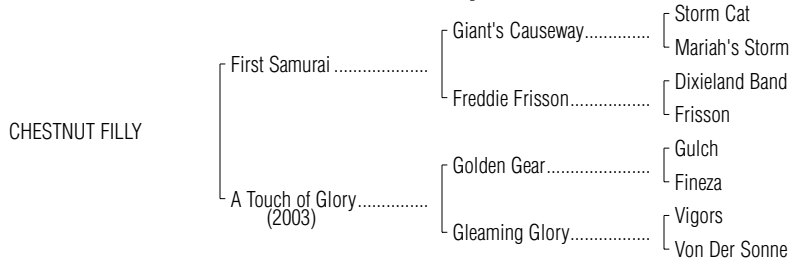 Storm Cat
Giant's Causeway..............
Mariah's Storm
First Samurai ....................
Dixieland Band
Freddie Frisson.................
Frisson
CHESTNUT FILLY
Gulch
Golden Gear......................
Fineza
A Touch of Glory...............
(2003)
Vigors
Gleaming Glory.................
Von Der Sonne